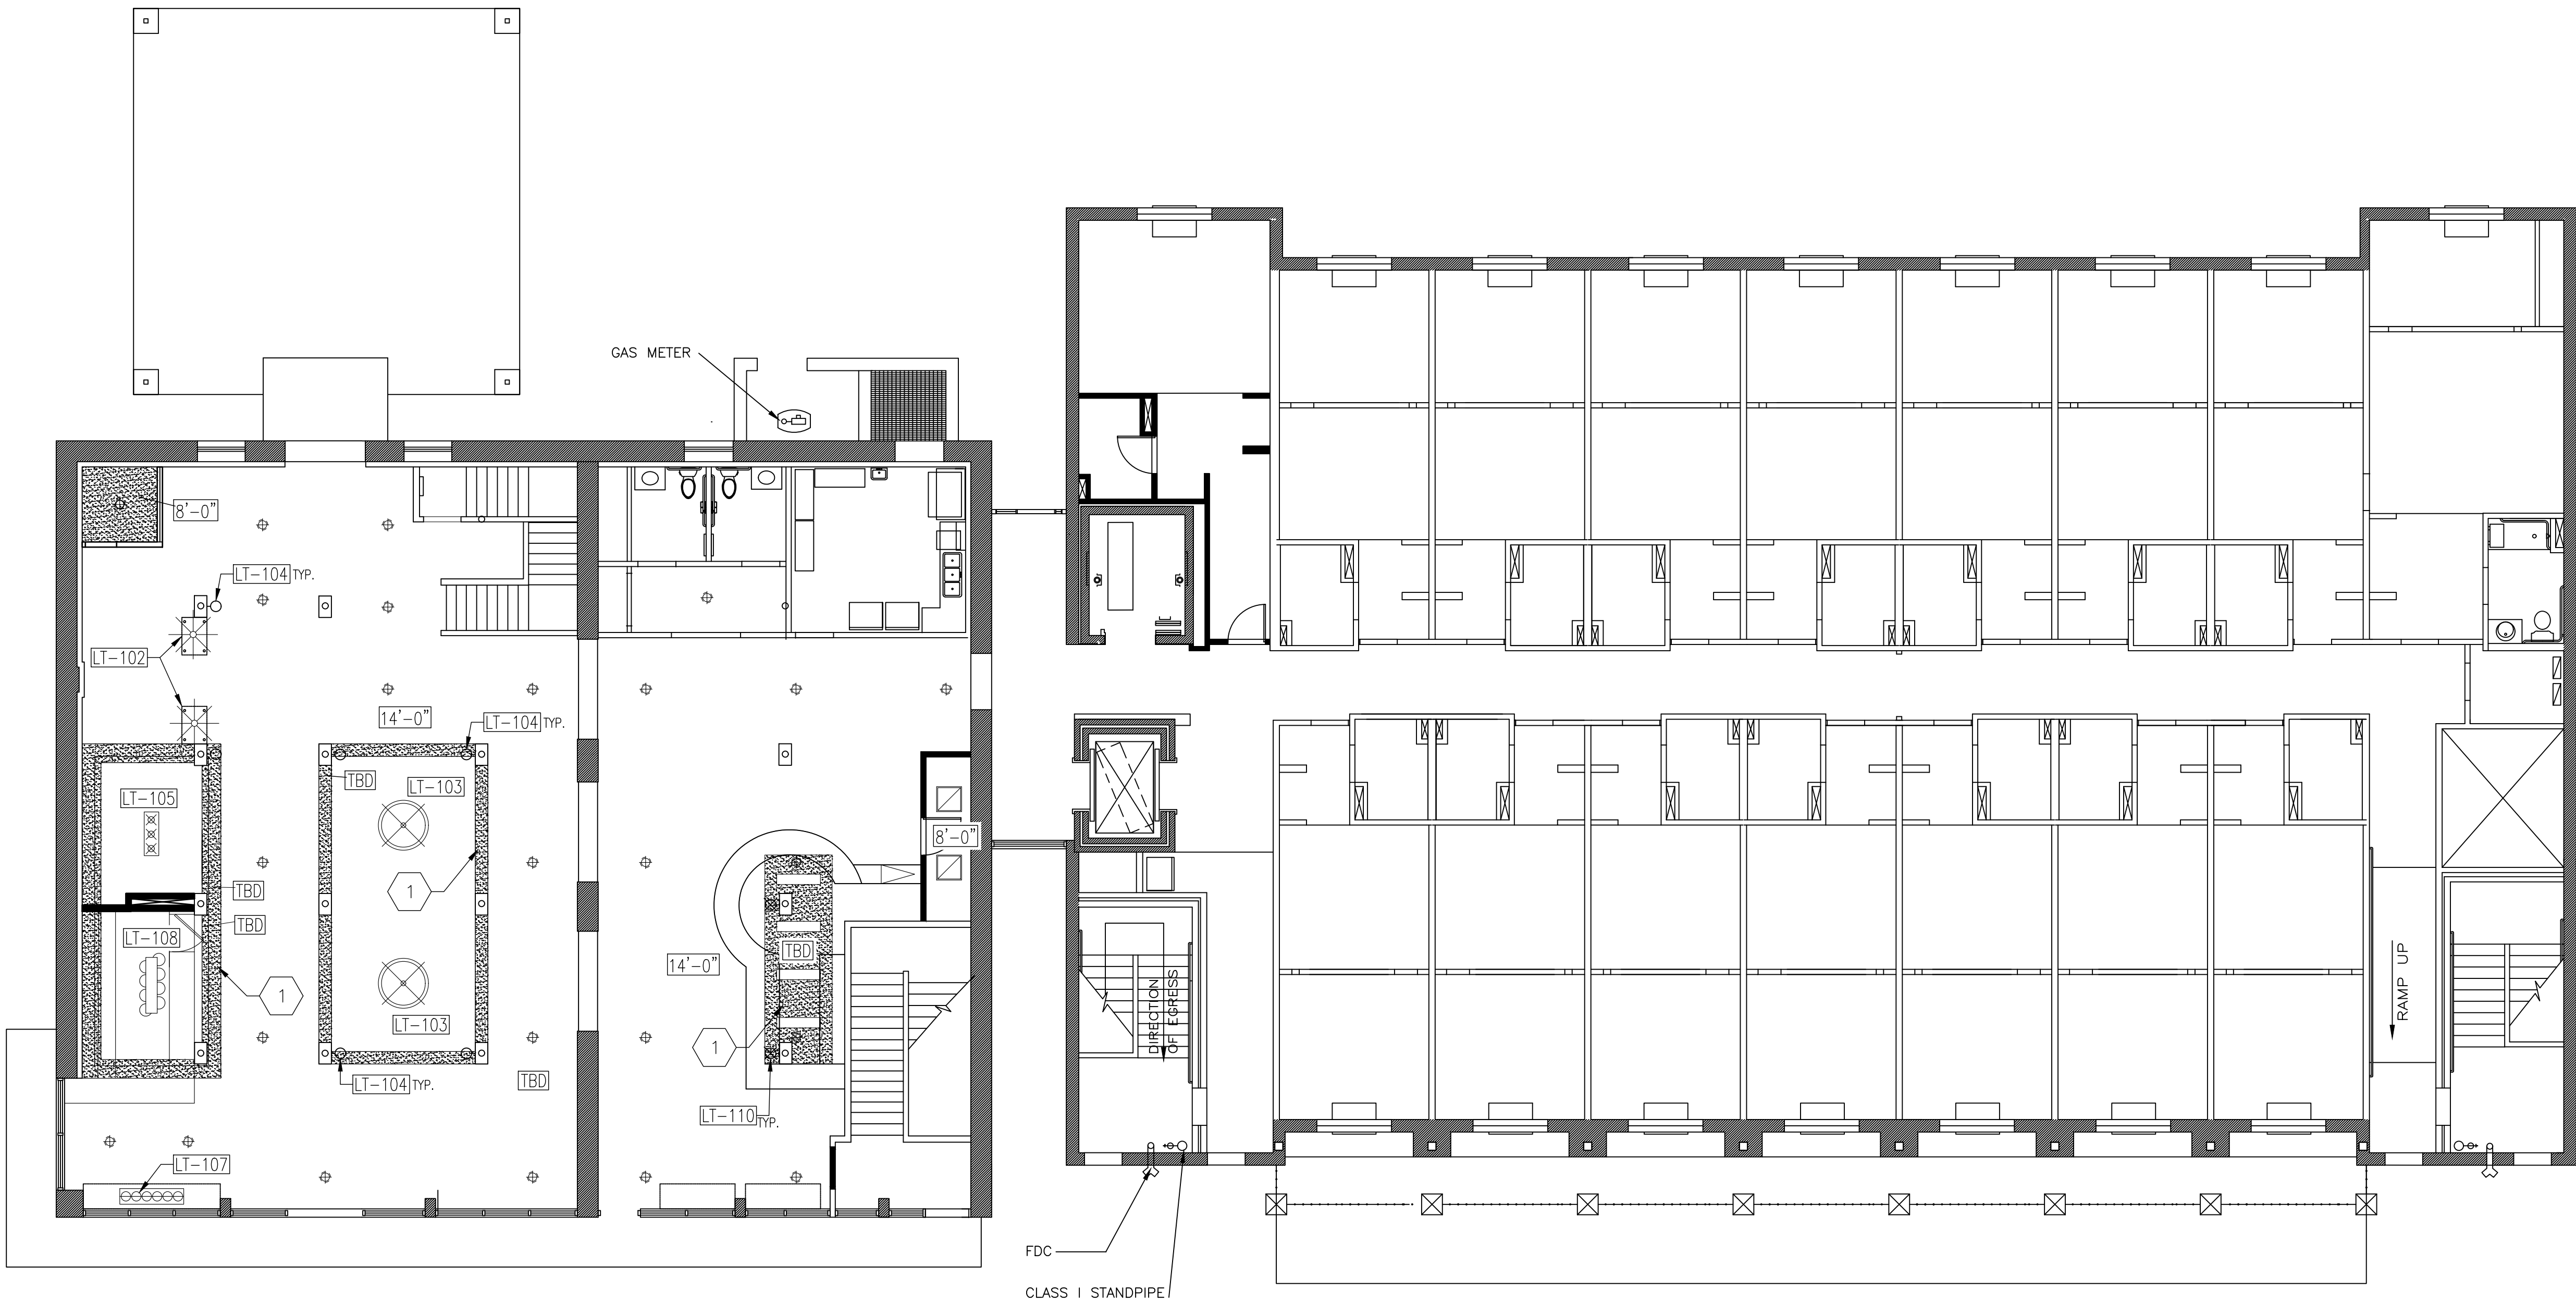 GAS METER
8'-0"
LT-104 TYP.
LT-102
14'-0"
LT-104 TYP.
TBD
LT-103
LT-105
8'-0"
1
TBD
TBD
LT-108
TBD
14'-0"
1
LT-103
1
DIRECTION
OF EGRESS
RAMP UP
TBD
LT-104 TYP.
LT-110 TYP.
LT-107
FDC
CLASS I STANDPIPE